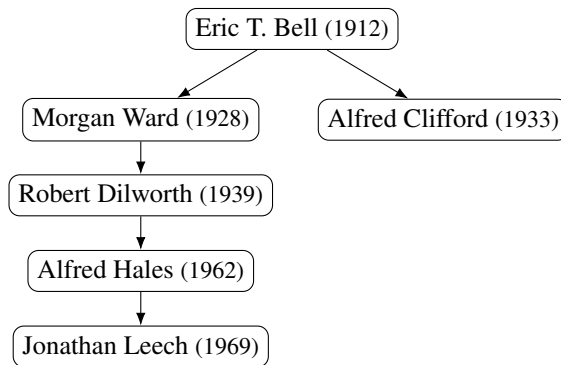 Eric T. Bell (1912)
Morgan Ward (1928)
Alfred Clifford (1933)
Robert Dilworth (1939)
Alfred Hales (1962)
Jonathan Leech (1969)